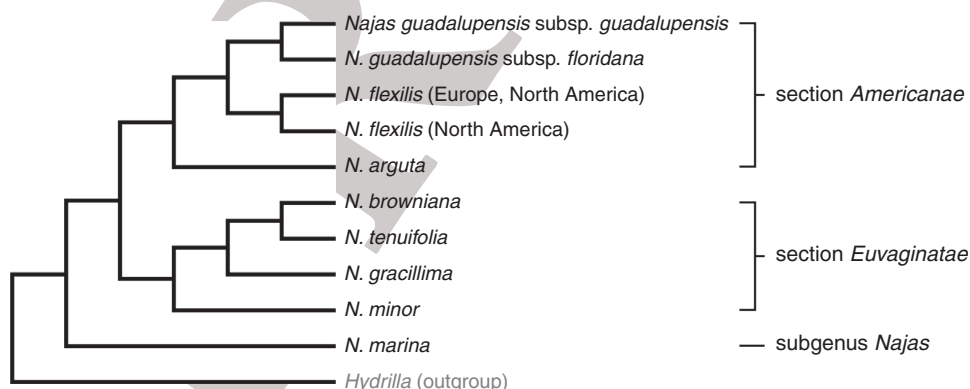 Najas guadalupensis subsp. guadalupensis
N. guadalupensis subsp. floridana
N. flexilis (Europe, North America)
section Americanae
N. flexilis (North America)
N. arguta
N. browniana
N. tenuifolia
section Euvaginatae
N. gracillima
N. minor
N. marina
subgenus Najas
Hydrilla (outgroup)